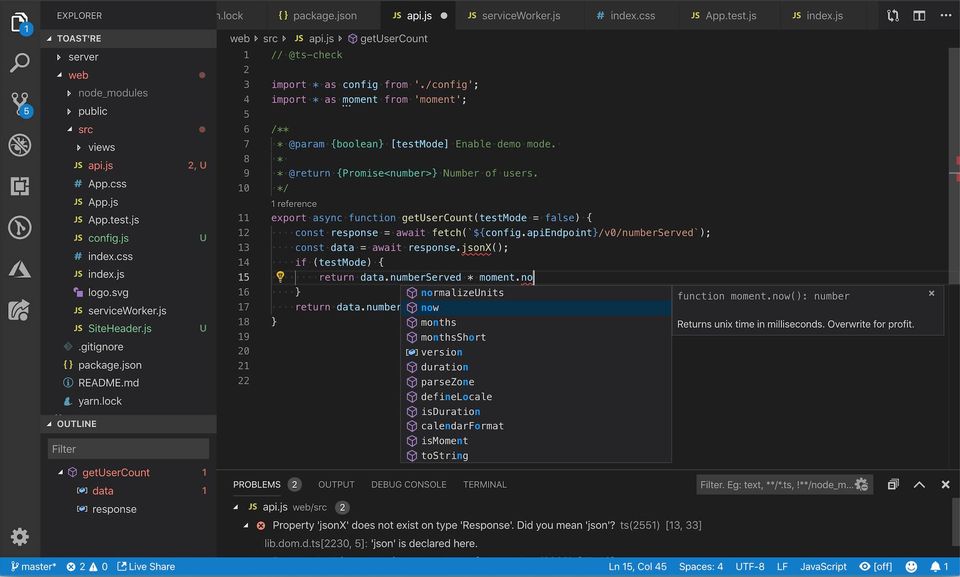 EXPLORER
TOAST'RE
server
web
node_modules
public
src
views
JS api.js 2, U
# App.css
JS App.js
JS App.test.js
JS config.js U
# index.css
JS index.js
logo.svg
JS serviceWorker.js
JS SiteHeader.js U
.gitignore
{ } package.json
README.md
yarn.lock
OUTLINE
Filter
getUserCount 1
data 1
response
1
5
n.lock
{ } package.json
JS api.js
JS serviceWorker.js
# index.css
JS App.test.js
JS index.js
web src JS api.js getUserCount
1 // @ts-check
2
3 import * as config from './config';
4 import * as moment from 'moment';
5
6 /**
7 * @param {boolean} [testMode] Enable demo mode.
8 *
9 * @return {Promise<number>} Number of users.
10 */
1 reference
11 export async function getUserCount(testMode = false) {
12 const response = await fetch(`${config.apiEndpoint}/v0/numberServed`);
13 const data = await response.jsonX();
14 if (testMode) {
15 return data.numberServed * moment.no
16 }
17 return data.number
18 }
19
20
21
22
normalizeUnits
now
months
monthsShort
version
duration
parseZone
defineLocale
isDuration
calendarFormat
isMoment
toString
function moment.now(): number
Returns unix time in milliseconds. Overwrite for profit.
PROBLEMS 2 OUTPUT DEBUG CONSOLE TERMINAL
Filter. Eg: text, **/*.ts, !**/node_m...
JS api.js web/src 2
Property 'jsonX' does not exist on type 'Response'. Did you mean 'json'? ts(2551) [13, 33]
lib.dom.d.ts[2230, 5]: 'json' is declared here.
master* 2 0 Live Share
Ln 15, Col 45 Spaces: 4 UTF-8 LF JavaScript [off] 1